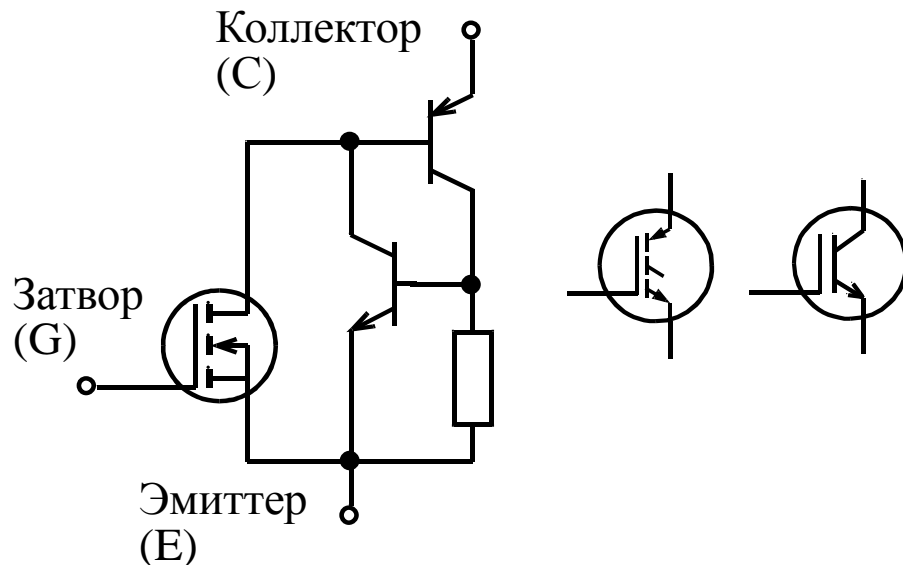 Коллектор
(C)
Затвор
(G)
Эмиттер
(E)